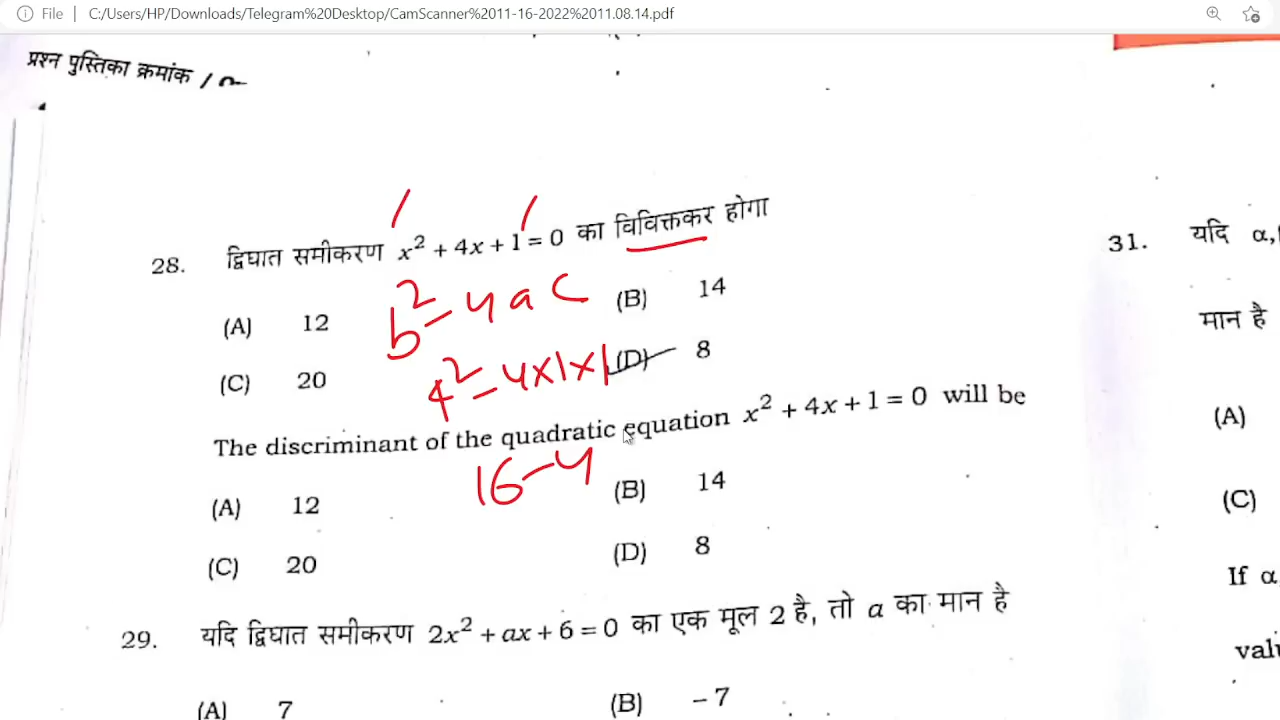 File | C:/Users/HP/Downloads/Telegram%20Desktop/CamScanner%2011-16-2022%2011.08.14.pdf
प्रश्न पुस्तिका क्रमांक /
28. द्विघात समीकरण x² + 4x + 1 = 0 का विविक्तकर होगा
(A) 12 (B) 14
b² - 4ac
(C) 20 (D) 8
4² - 4x1x1
The discriminant of the quadratic equation x² + 4x + 1 = 0 will be
16-4
(A) 12 (B) 14
(C) 20 (D) 8
29. यदि द्विघात समीकरण 2x² + ax + 6 = 0 का एक मूल 2 है, तो a का मान है
(A) 7 (B) – 7
31. यदि α,
मान है
(A)
(C)
If α
valu